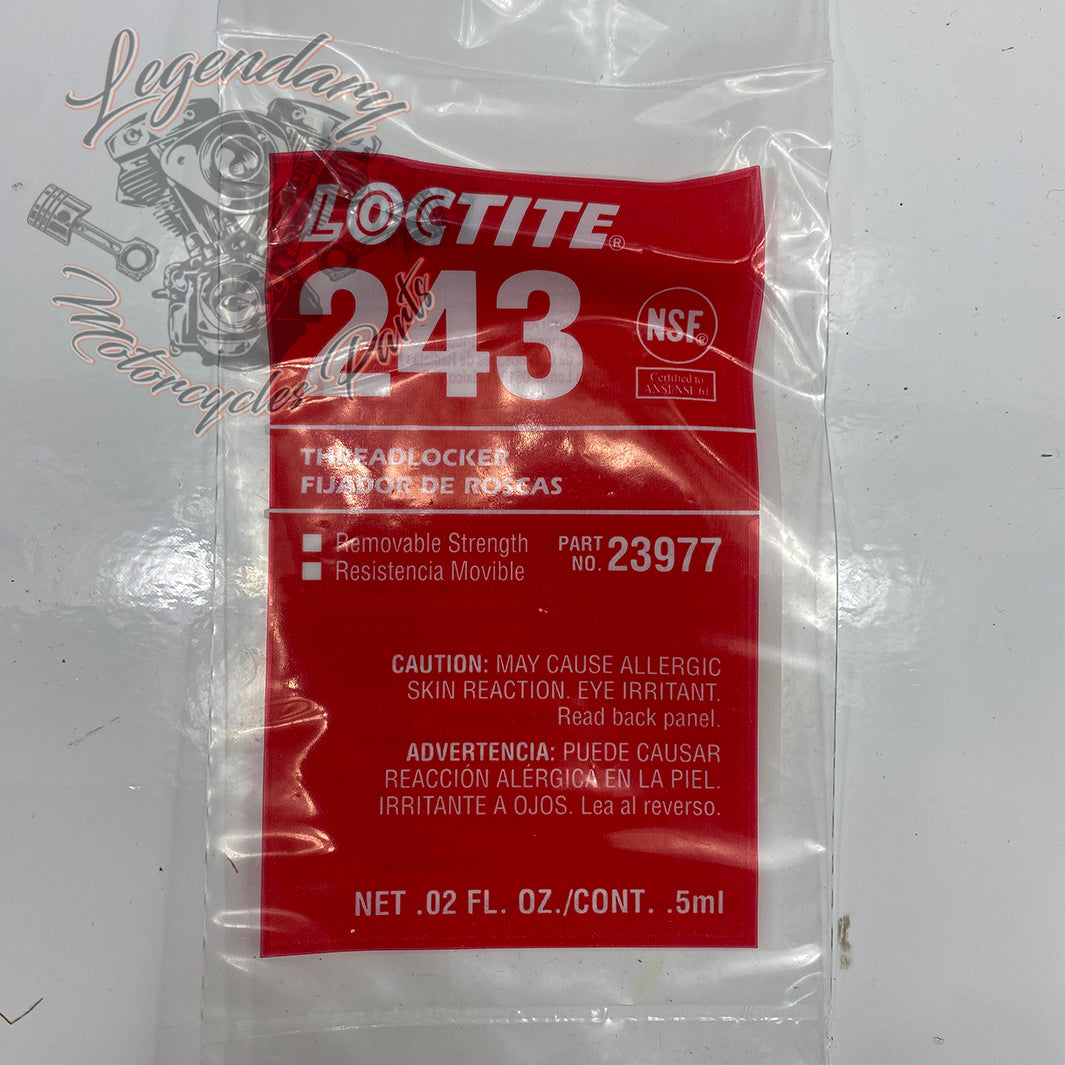 Legendary
Motorcycles Parts
LOCTITE®
243
NSF®
Certified to
ANSI/NSF 61
THREADLOCKER
FIJADOR DE ROSCAS
Removable Strength
Resistencia Movible
PART
NO. 23977
CAUTION: MAY CAUSE ALLERGIC
SKIN REACTION. EYE IRRITANT.
Read back panel.
ADVERTENCIA: PUEDE CAUSAR
REACCIÓN ALÉRGICA EN LA PIEL.
IRRITANTE A OJOS. Lea al reverso.
NET .02 FL. OZ./CONT. .5ml